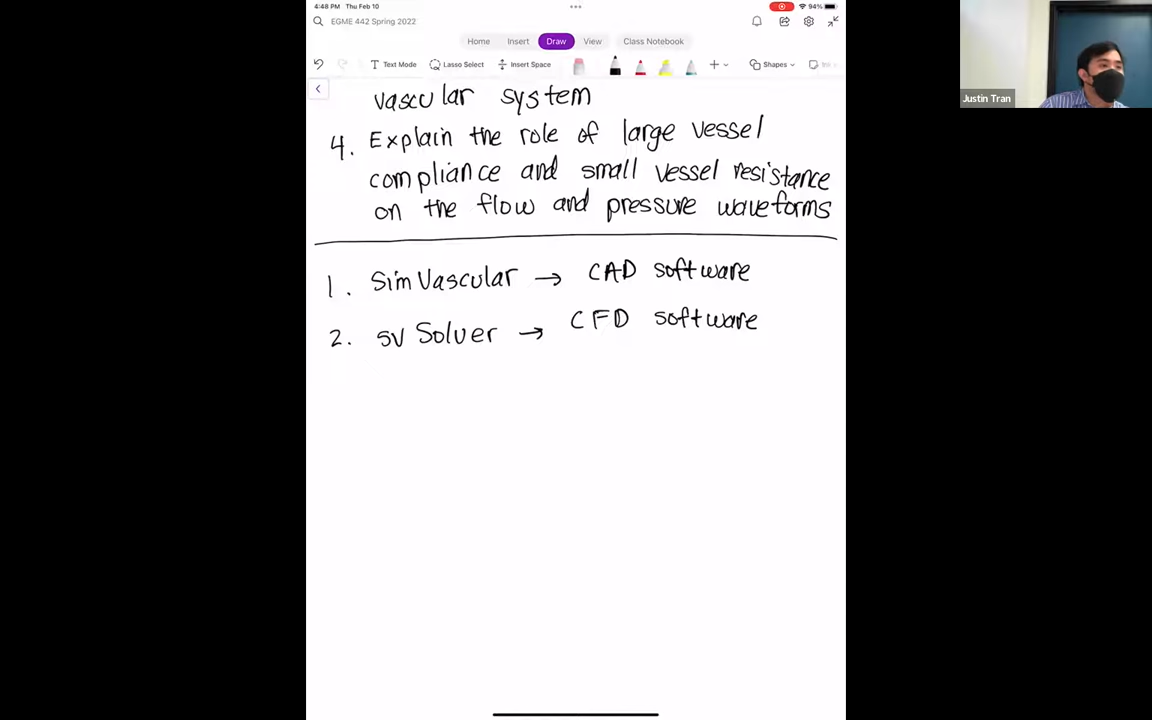 4:48 PM Thu Feb 10
94%
EGME 442 Spring 2022
Home Insert Draw View Class Notebook
Text Mode Lasso Select Insert Space Shapes
Justin Tran
vascular system
4. Explain the role of large vessel
compliance and small vessel resistance
on the flow and pressure waveforms
1. SimVascular → CAD software
2. SV Solver → CFD software